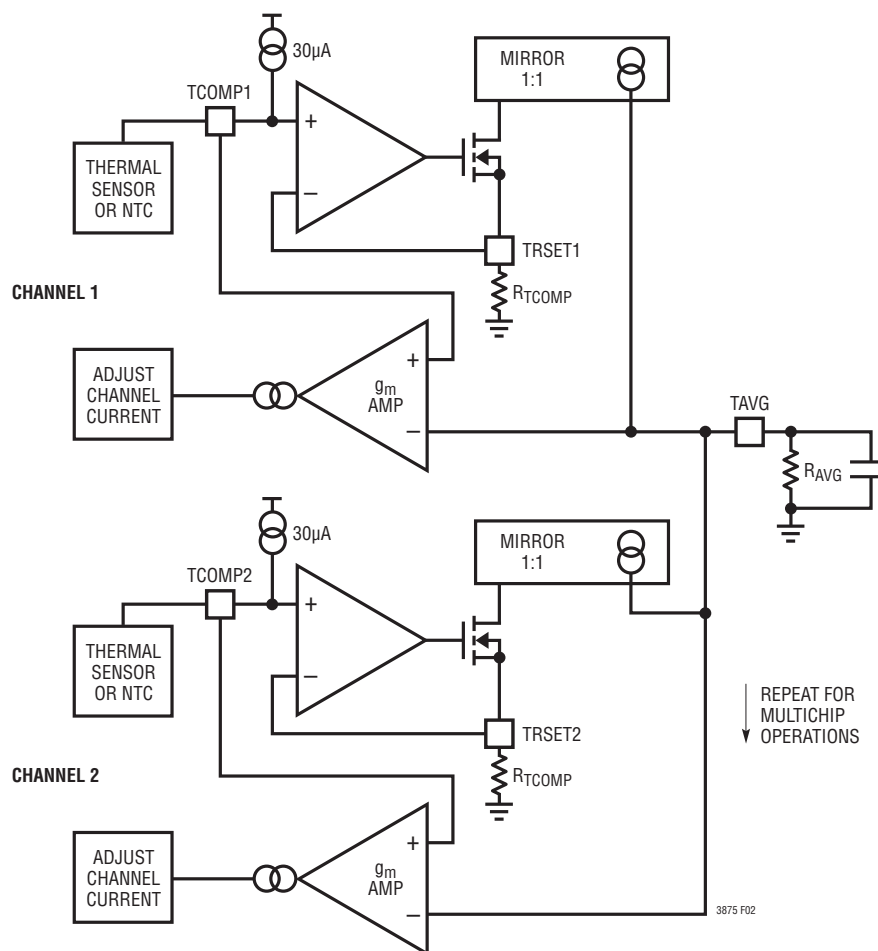 30µA
MIRROR
1:1
TCOMP1
+
THERMAL
SENSOR
OR NTC
–
TRSET1
CHANNEL 1
RTCOMP
+
ADJUST
CHANNEL
CURRENT
gm
AMP
TAVG
–
RAVG
30µA
MIRROR
1:1
TCOMP2
+
THERMAL
SENSOR
OR NTC
–
REPEAT FOR
MULTICHIP
OPERATIONS
TRSET2
CHANNEL 2
RTCOMP
+
ADJUST
CHANNEL
CURRENT
gm
AMP
–
3875 F02